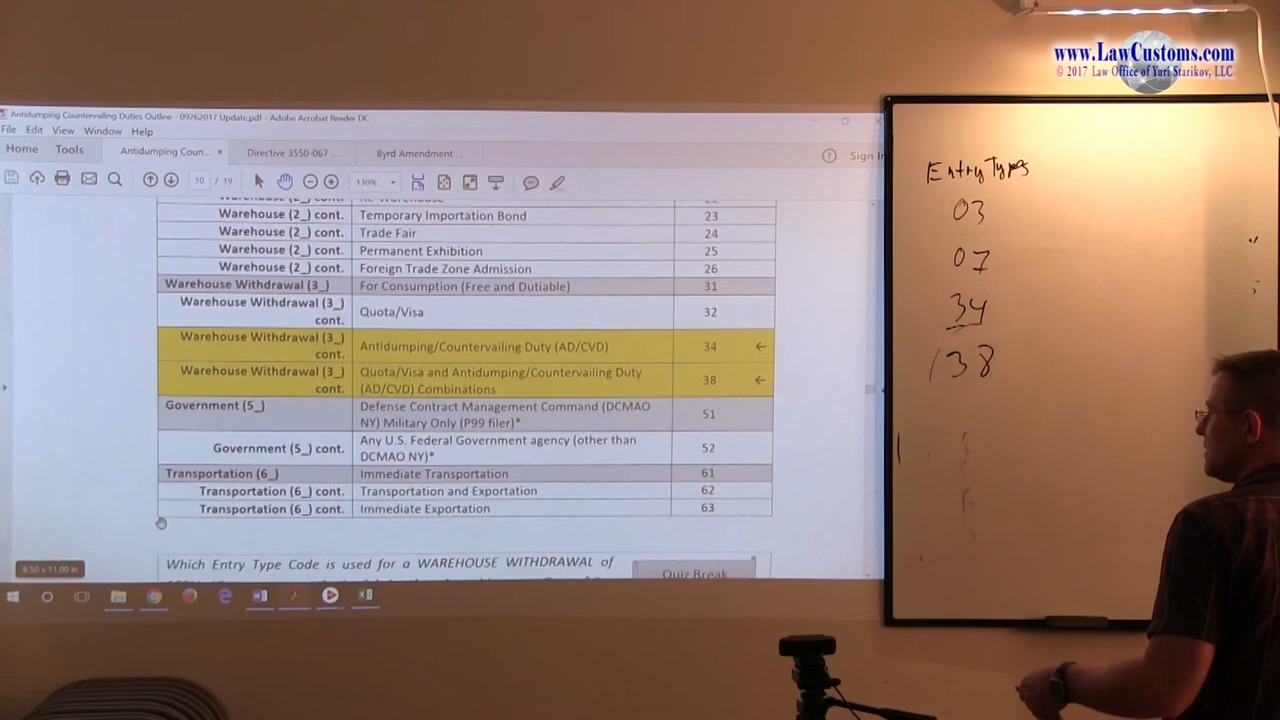 www.LawCustoms.com
© 2017 Law Office of Yuri Starikov, LLC
Antidumping Countervailing Duties Outline - 09262017 Update.pdf - Adobe Acrobat Reader DC
File Edit View Window Help
Home Tools Antidumping Coun... × Directive 3550-067 ... Byrd Amendment ... Sign In
10 / 19 130%
23
Warehouse (2_) cont. Temporary Importation Bond 23
Warehouse (2_) cont. Trade Fair 24
Warehouse (2_) cont. Permanent Exhibition 25
Warehouse (2_) cont. Foreign Trade Zone Admission 26
Warehouse Withdrawal (3_) For Consumption (Free and Dutiable) 31
Warehouse Withdrawal (3_) cont. Quota/Visa 32
Warehouse Withdrawal (3_) cont. Antidumping/Countervailing Duty (AD/CVD) 34 ←
Warehouse Withdrawal (3_) cont. Quota/Visa and Antidumping/Countervailing Duty (AD/CVD) Combinations 38 ←
Government (5_) Defense Contract Management Command (DCMAO NY) Military Only (P99 filer)* 51
Government (5_) cont. Any U.S. Federal Government agency (other than DCMAO NY)* 52
Transportation (6_) Immediate Transportation 61
Transportation (6_) cont. Transportation and Exportation 62
Transportation (6_) cont. Immediate Exportation 63
Which Entry Type Code is used for a WAREHOUSE WITHDRAWAL of
Quiz Break
8.50 x 11.00 in
Entry Types
03
07
34
38